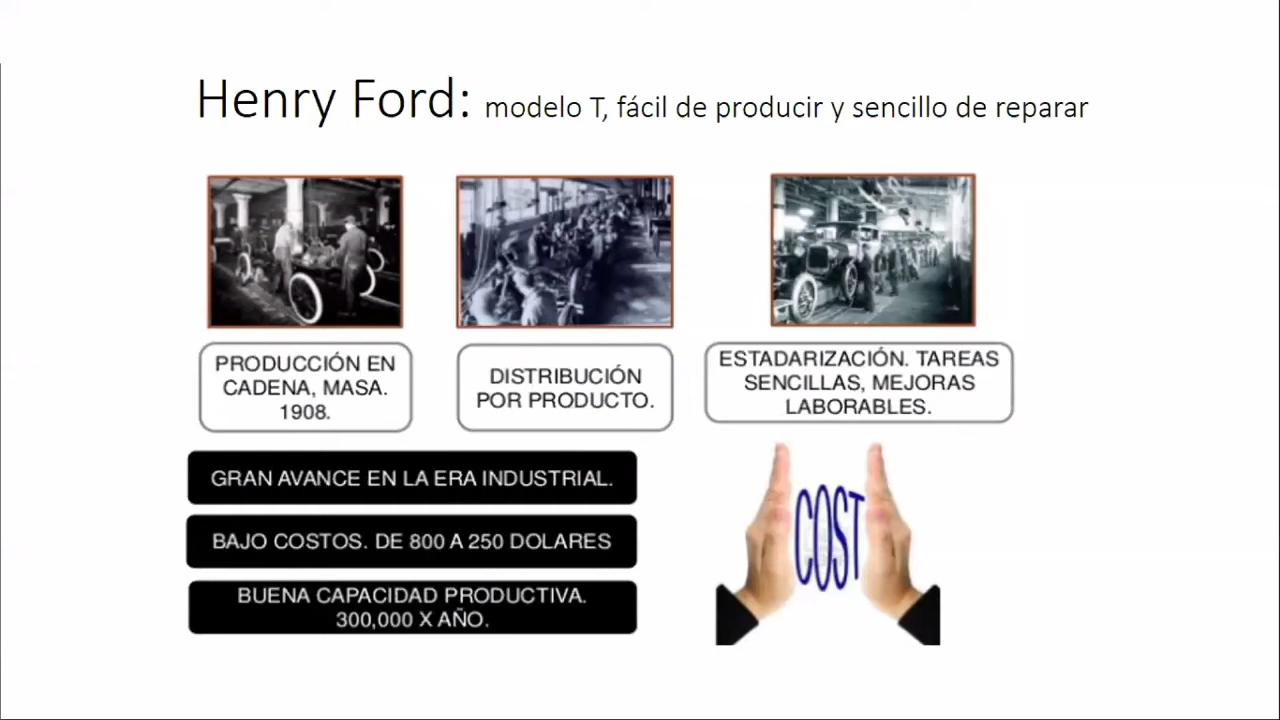 Henry Ford: modelo T, fácil de producir y sencillo de reparar
PRODUCCIÓN EN
CADENA, MASA.
1908.
DISTRIBUCIÓN
POR PRODUCTO.
ESTADARIZACIÓN. TAREAS
SENCILLAS, MEJORAS
LABORABLES.
GRAN AVANCE EN LA ERA INDUSTRIAL.
BAJO COSTOS. DE 800 A 250 DOLARES
BUENA CAPACIDAD PRODUCTIVA.
300,000 X AÑO.
COST